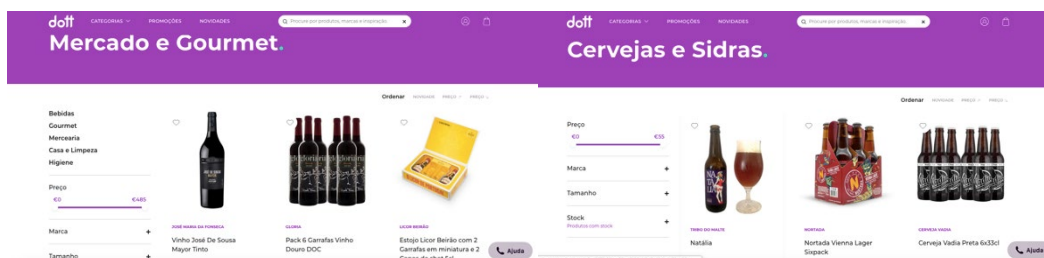 dott CATEGORIAS PROMOÇÕES NOVIDADES Procure por produtos, marcas e inspiração
Mercado e Gourmet.
Ordenar NOVIDADE PREÇO PREÇO
Bebidas
Gourmet
Mercearia
Casa e Limpeza
Higiene
Preço
€0 €485
Marca +
Tamanho +
JOSÉ MARIA DA FONSECA
Vinho José De Sousa
Mayor Tinto
GLORIA
Pack 6 Garrafas Vinho
Douro DOC
LICOR BEIRÃO
Estojo Licor Beirão com 2
Garrafas em miniatura e 2
Ajuda
dott CATEGORIAS PROMOÇÕES NOVIDADES Procure por produtos, marcas e inspiração
Cervejas e Sidras.
Ordenar NOVIDADE PREÇO PREÇO
Preço
€0 €55
Marca +
Tamanho +
Stock +
Produtos com stock
TRIBO DO MALTE
Natália
NORTADA
Nortada Vienna Lager
Sixpack
CERVEJA VADIA
Cerveja Vadia Preta 6x33cl
Ajuda